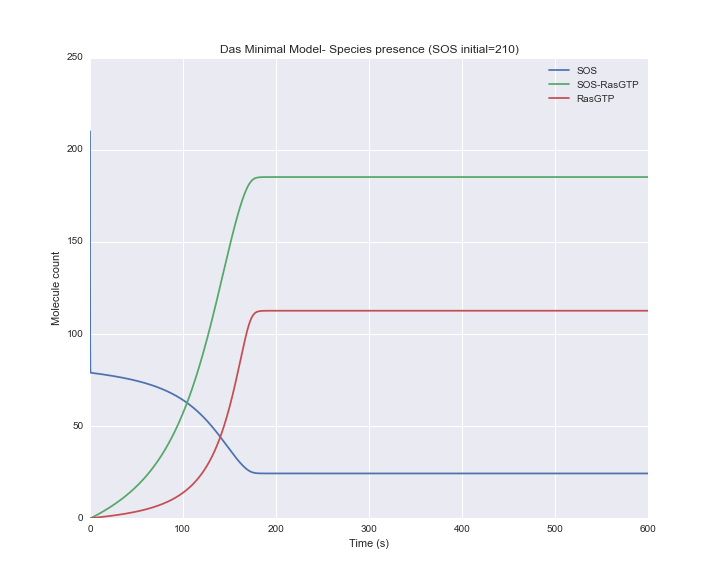 Das Minimal Model- Species presence (SOS initial=210)
250
200
150
100
50
0
Molecule count
SOS
SOS-RasGTP
RasGTP
0 100 200 300 400 500 600
Time (s)